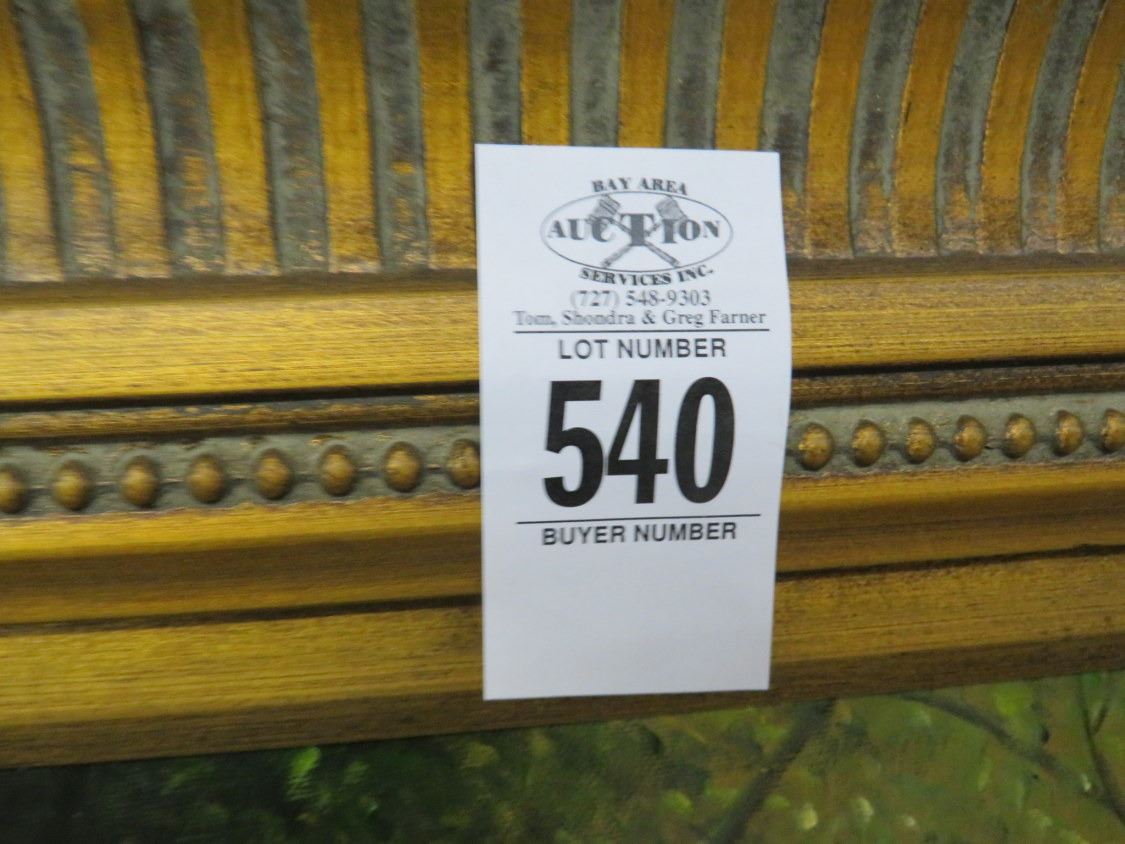 BAY AREA
AUCTION
SERVICES INC.
(727) 548-9303
Tom, Shondra & Greg Farner
LOT NUMBER
540
BUYER NUMBER